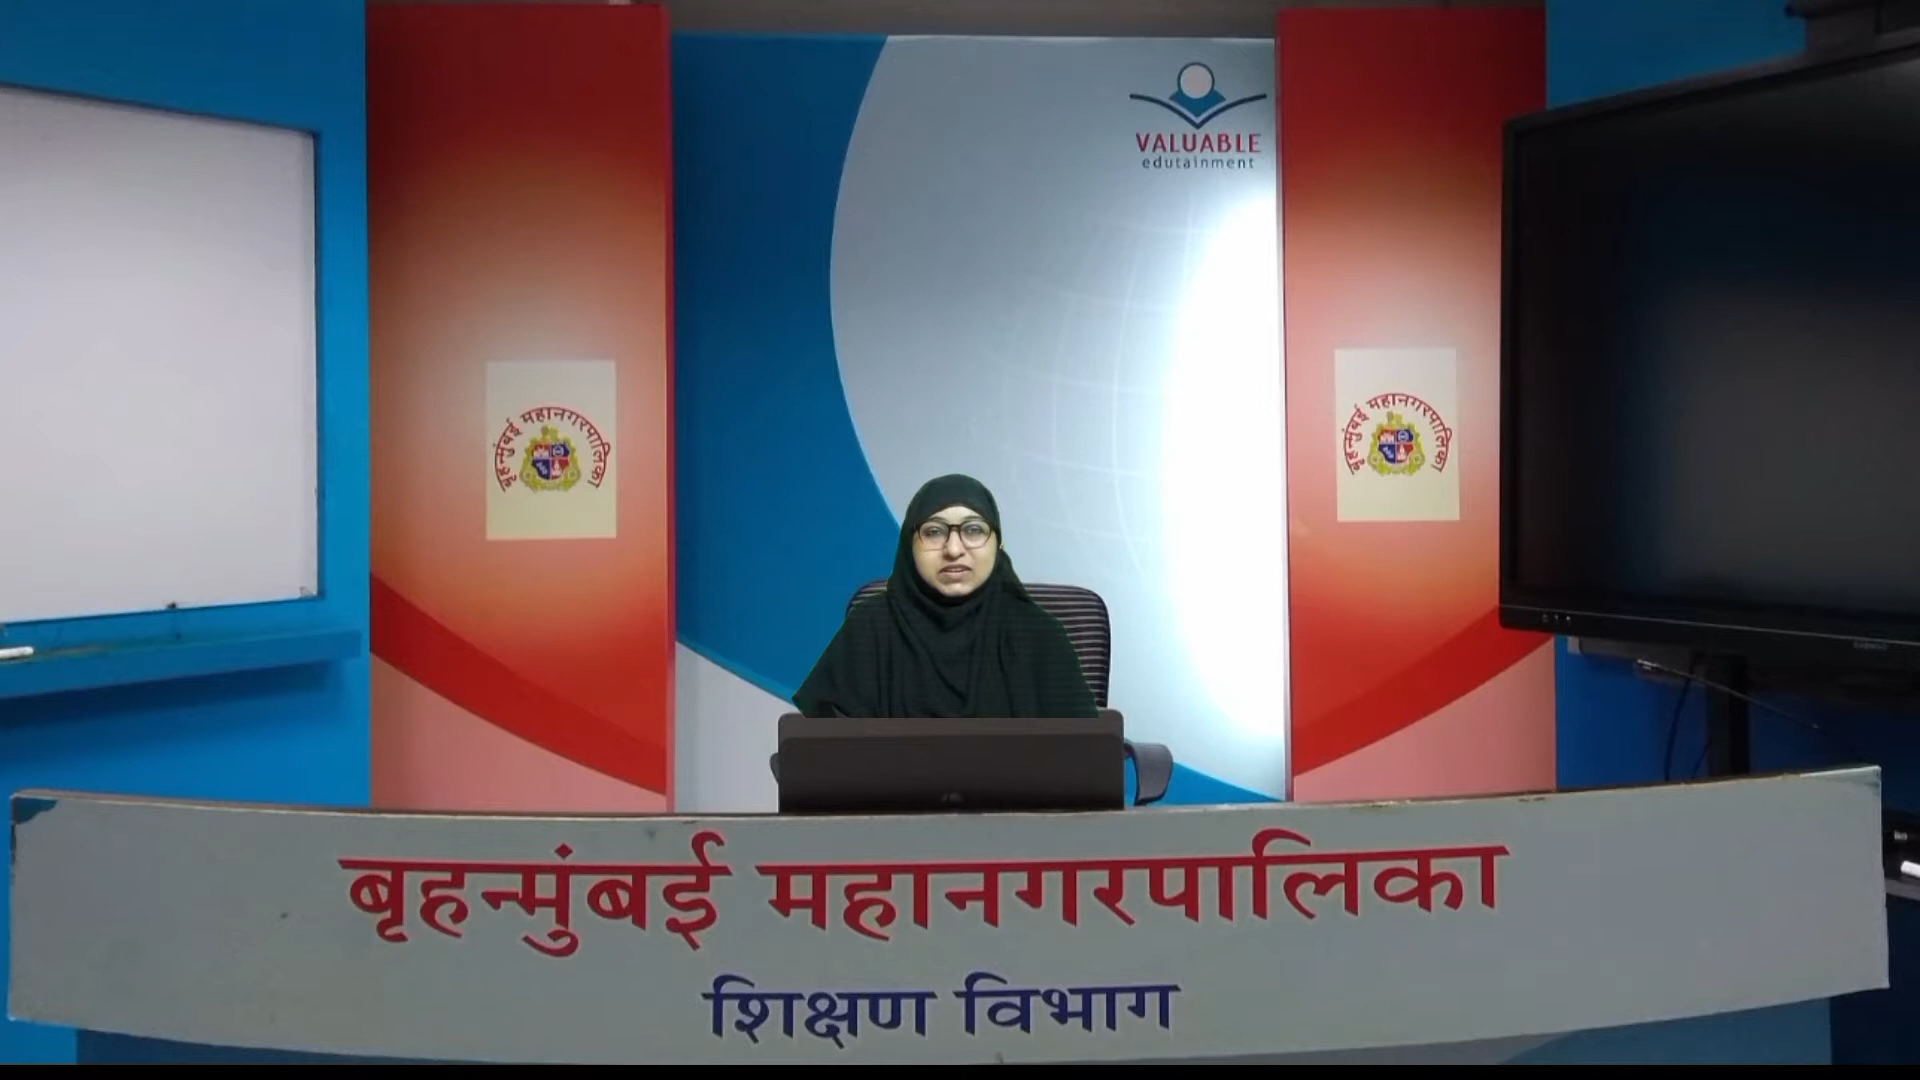 VALUABLE
edutainment
बृहन्मुंबई महानगरपालिका
बृहन्मुंबई महानगरपालिका
बृहन्मुंबई महानगरपालिका
शिक्षण विभाग